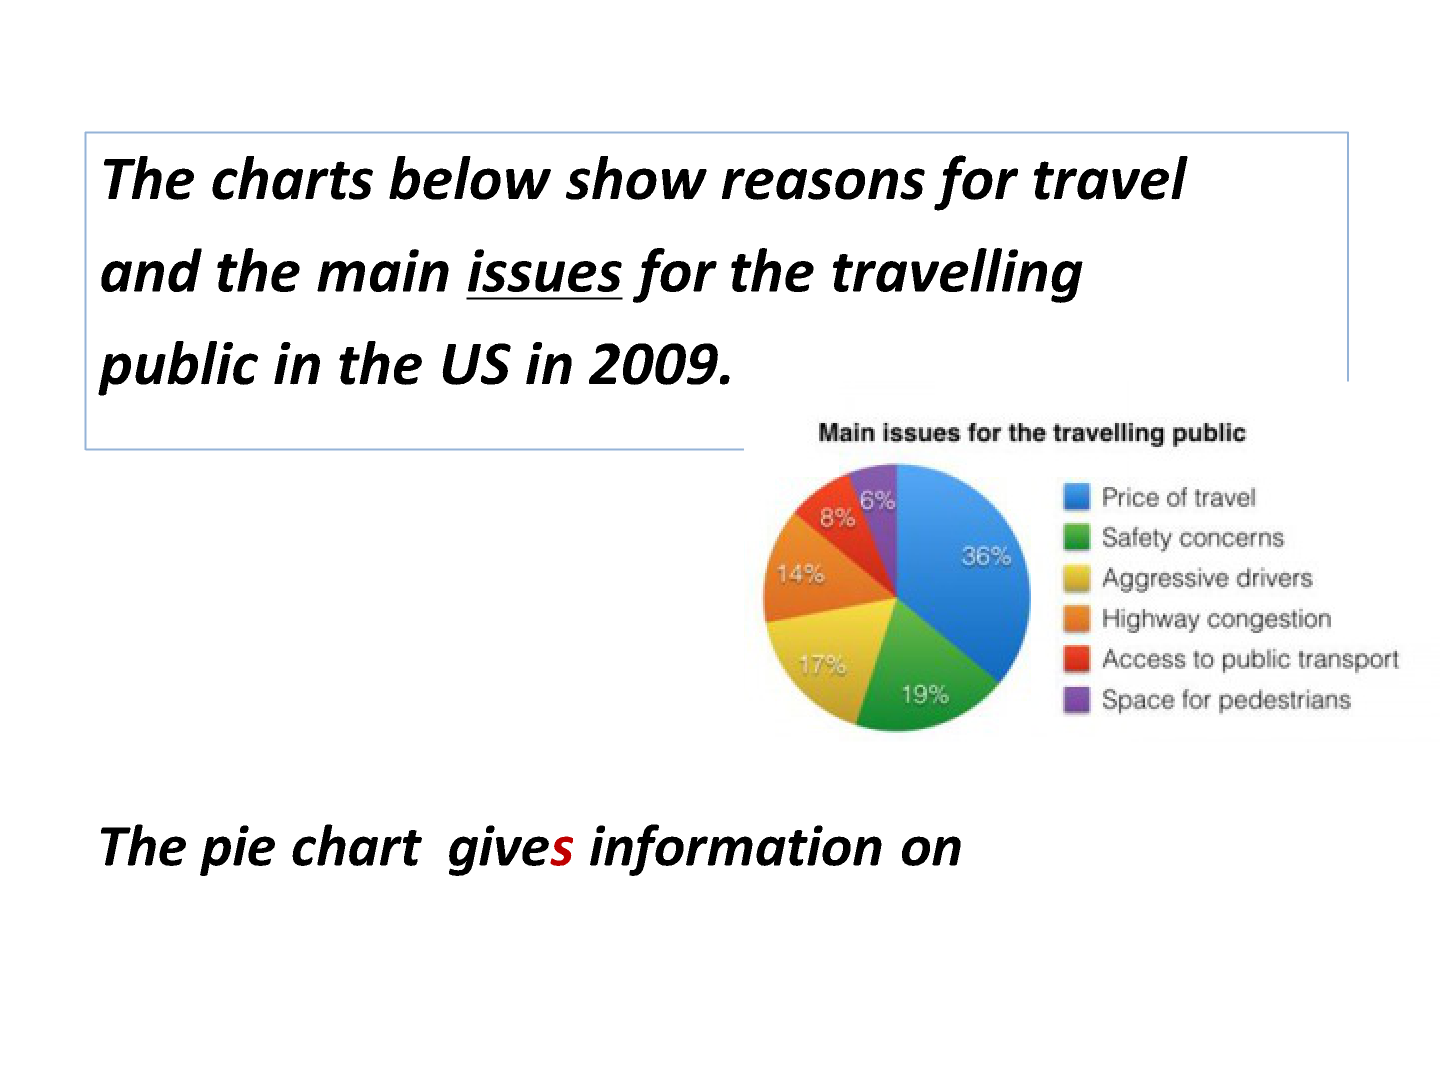 The charts below show reasons for travel
and the main issues for the travelling
public in the US in 2009.
Main issues for the travelling public
6%
8%
36%
14%
17%
19%
Price of travel
Safety concerns
Aggressive drivers
Highway congestion
Access to public transport
Space for pedestrians
The pie chart  gives information on